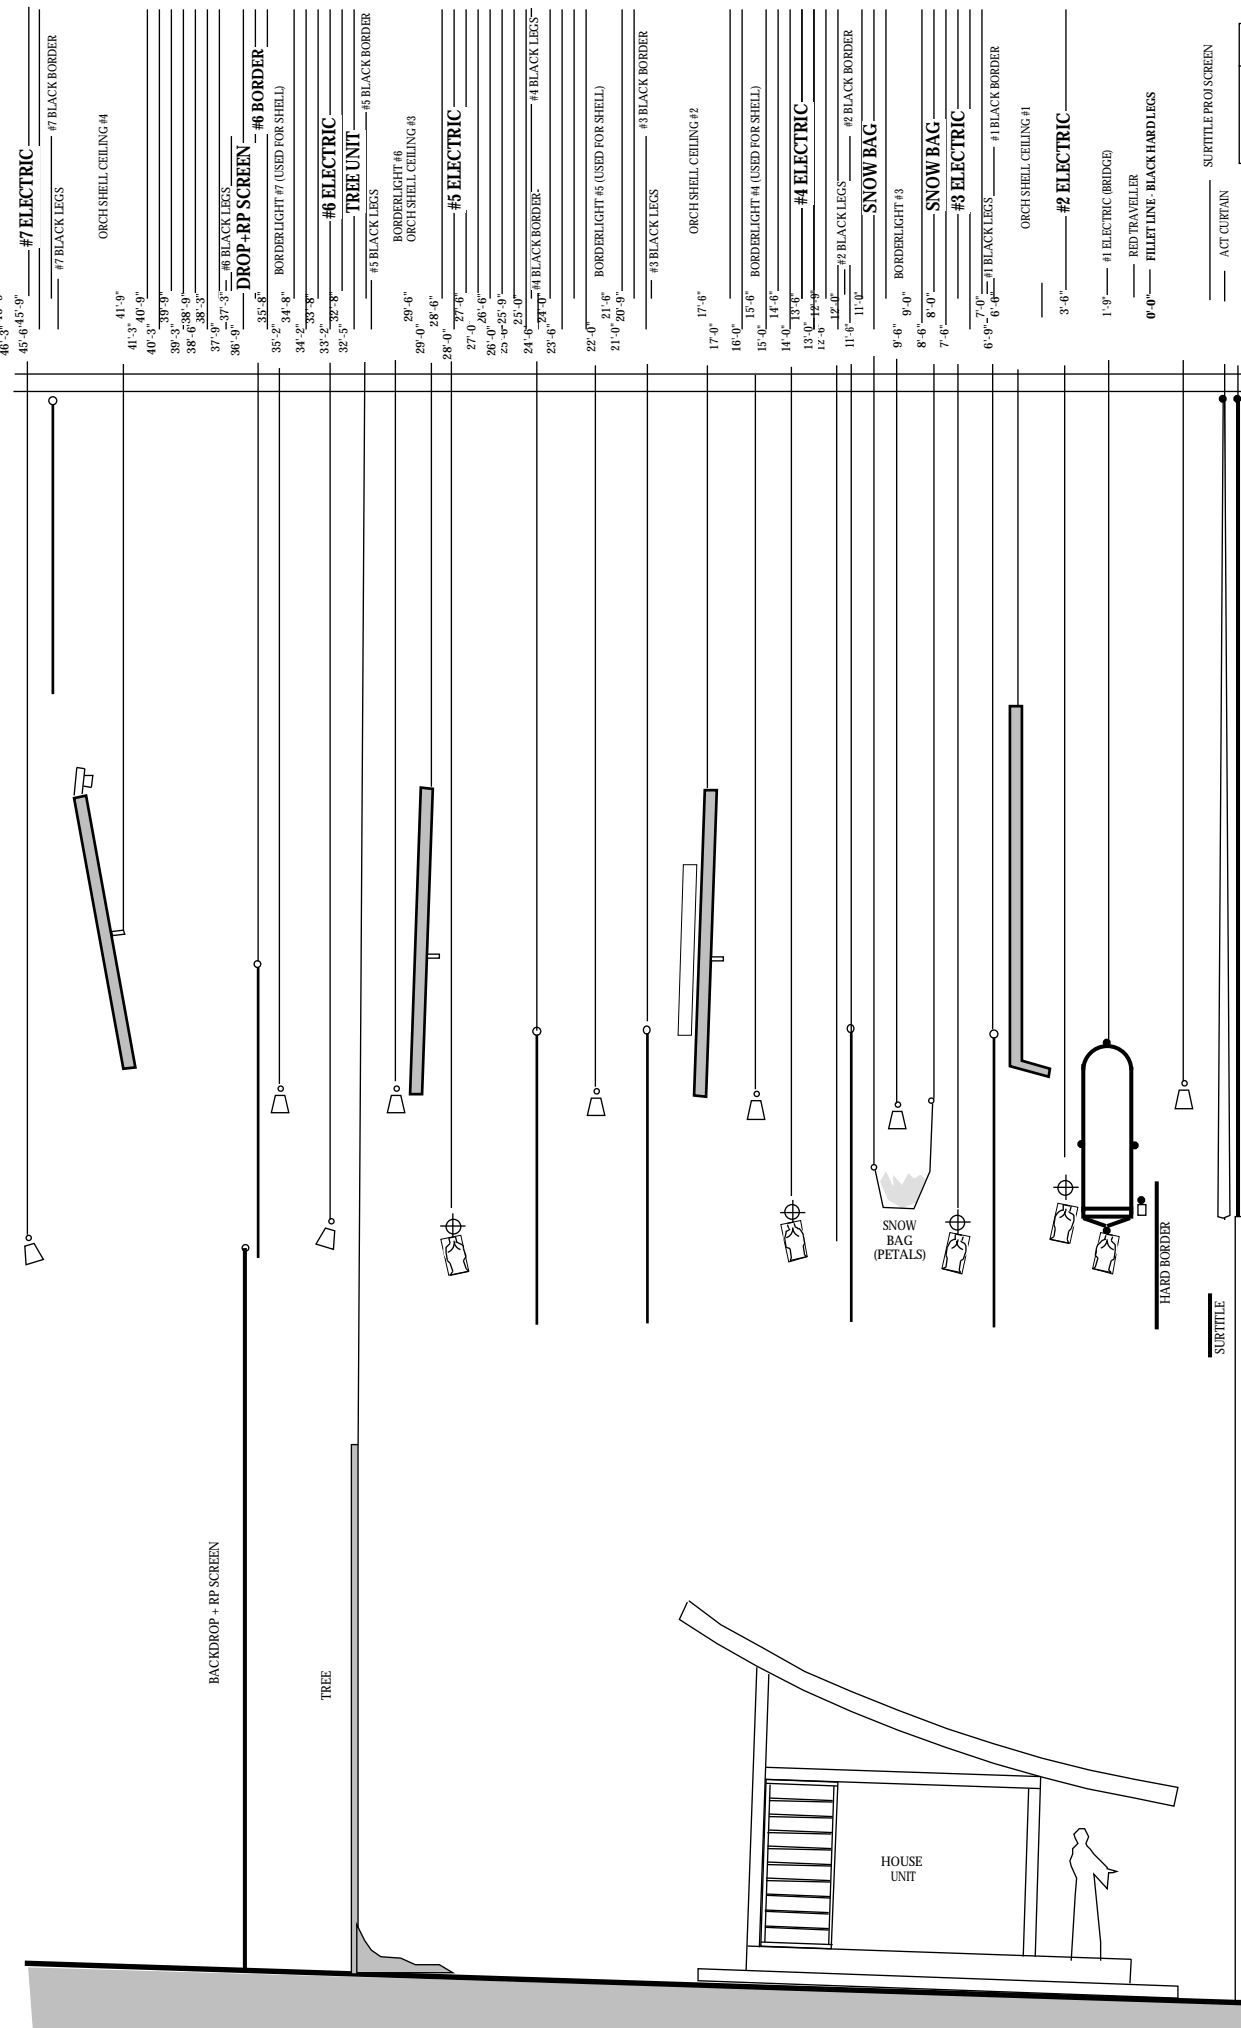 #7 ELECTRIC
#7 BLACK BORDER
#7 BLACK LEGS
ORCH SHELL CEILING #4
#6 BLACK LEGS
DROP+RP SCREEN
#6 BORDER
BORDERLIGHT #7 (USED FOR SHELL)
#6 ELECTRIC
TREE UNIT
#5 BLACK BORDER
#5 BLACK LEGS
BORDERLIGHT #6
ORCH SHELL CEILING #3
#5 ELECTRIC
#4 BLACK LEGS
#4 BLACK BORDER-
BORDERLIGHT #5 (USED FOR SHELL)
#3 BLACK BORDER
#3 BLACK LEGS
ORCH SHELL CEILING #2
BORDERLIGHT #4 (USED FOR SHELL)
#4 ELECTRIC
#2 BLACK BORDER
#2 BLACK LEGS
SNOW BAG
BORDERLIGHT #3
SNOW BAG
#3 ELECTRIC
#1 BLACK BORDER
#1 BLACK LEGS
ORCH SHELL CEILING #1
#2 ELECTRIC
#1 ELECTRIC (BRIDGE)
RED TRAVELLER
FILLET LINE - BLACK HARD LEGS
SURTITLE PROJ SCREEN
ACT CURTAIN
46'-3"
45'-6"
45'-9"
41'-9"
41'-3"
40'-9"
40'-3"
39'-9"
39'-3"
38'-9"
38'-6"
38'-3"
37'-9"
37'-3"
36'-9"
35'-8"
35'-2"
34'-8"
34'-2"
33'-8"
33'-2"
32'-8"
32'-5"
29'-6"
29'-0"
28'-6"
28'-0"
27'-6"
27'-0"
26'-6"
26'-0"
25'-9"
25'-0"
24'-6"
24'-0"
23'-6"
22'-0"
21'-6"
21'-0"
20'-9"
17'-6"
17'-0"
16'-0"
15'-6"
15'-0"
14'-6"
14'-0"
13'-6"
13'-0"
12'-9"
12'-0"
11'-6"
11'-0"
9'-6"
9'-0"
8'-6"
8'-0"
7'-6"
7'-0"
6'-9"
6'-0"
3'-6"
1'-9"
0'-0"
SNOW
BAG
(PETALS)
HARD BORDER
SURTITLE
BACKDROP + RP SCREEN
TREE
HOUSE
UNIT